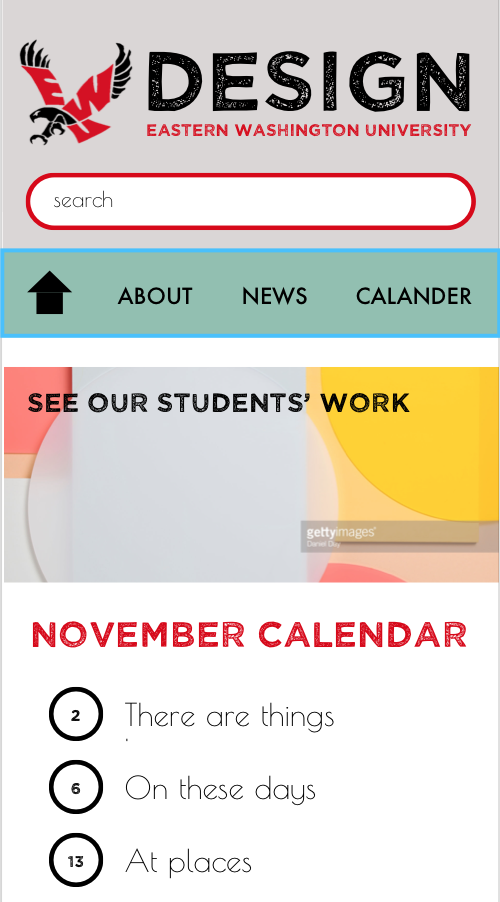 EWU
DESIGN
EASTERN WASHINGTON UNIVERSITY
search
ABOUT NEWS CALANDER
SEE OUR STUDENTS’ WORK
gettyimages®
Daniel Day
NOVEMBER CALENDAR
2 There are things
6 On these days
13 At places